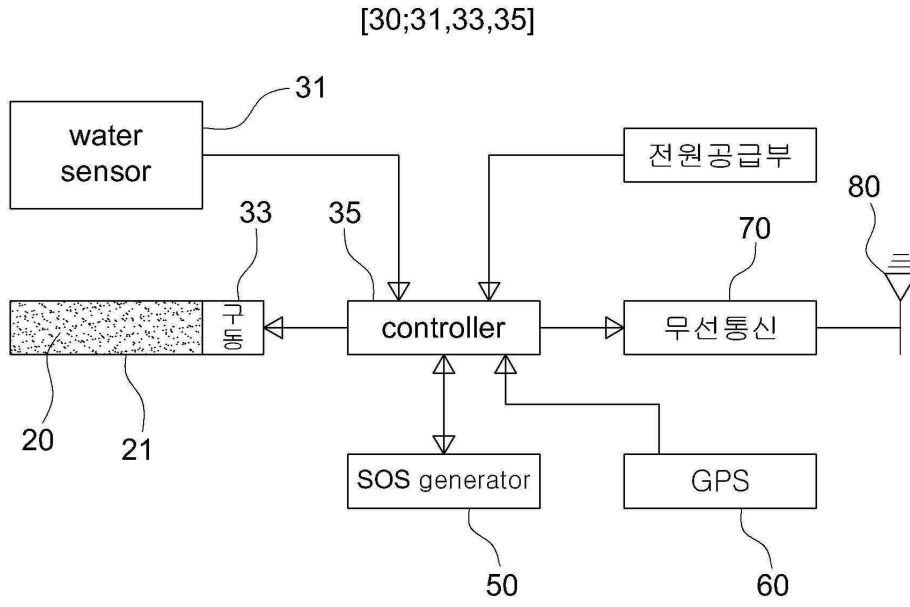 [30;31,33,35]
31
water
sensor
전원공급부
80
33
35
70
구
동
controller
무선통신
20
21
SOS generator
GPS
50
60